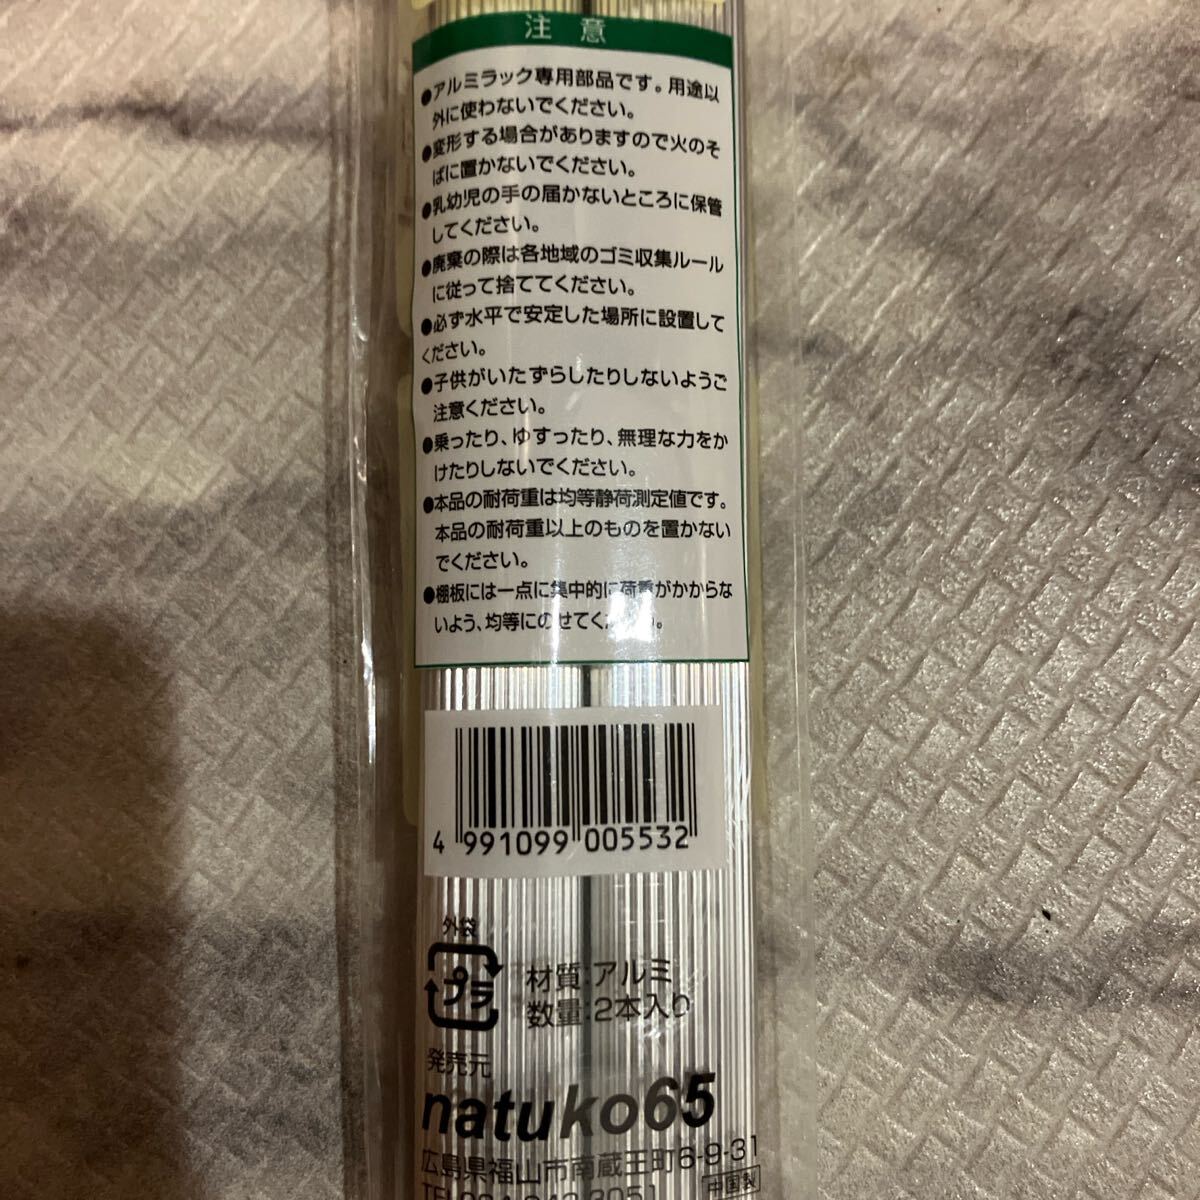 注意
●アルミラック専用部品です。用途以
外に使わないでください。
●変形する場合がありますので火のそ
ばに置かないでください。
●乳幼児の手の届かないところに保管
してください。
●廃棄の際は各地域のゴミ収集ルール
に従って捨ててください。
●必ず水平で安定した場所に設置して
ください。
●子供がいたずらしたりしないようご
注意ください。
●乗ったり、ゆすったり、無理な力をか
けたりしないでください。
●本品の耐荷重は均等静荷測定値です。
本品の耐荷重以上のものを置かない
でください。
●棚板には一点に集中的に荷重がかからな
いよう、均等にのせてください。
4 991099 005532
外袋
プラ
材質:アルミ
数量:2本入り
発売元
natuko65
広島県福山市南蔵王町6-9-31
中国製